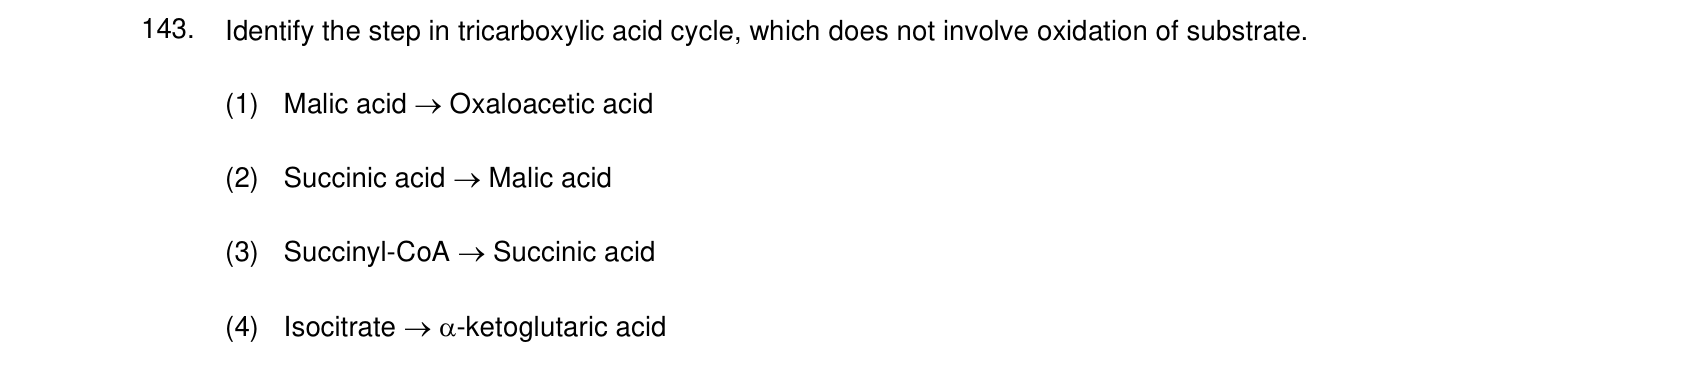 143. Identify the step in tricarboxylic acid cycle, which does not involve oxidation of substrate.
(1) Malic acid → Oxaloacetic acid
(2) Succinic acid → Malic acid
(3) Succinyl-CoA → Succinic acid
(4) Isocitrate → α-ketoglutaric acid